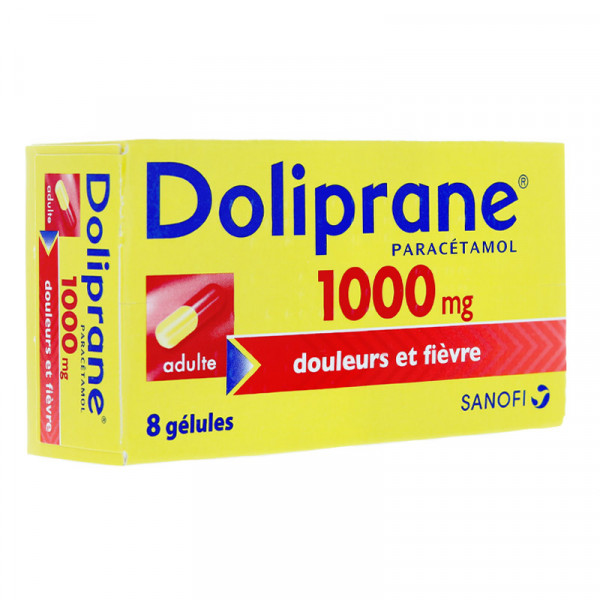 Doliprane®
PARACÉTAMOL
1000 mg
adulte
douleurs et fièvre
8 gélules
SANOFI
adulte
Doliprane
PARACÉTAMOL
1000 mg
douleurs et fièvre